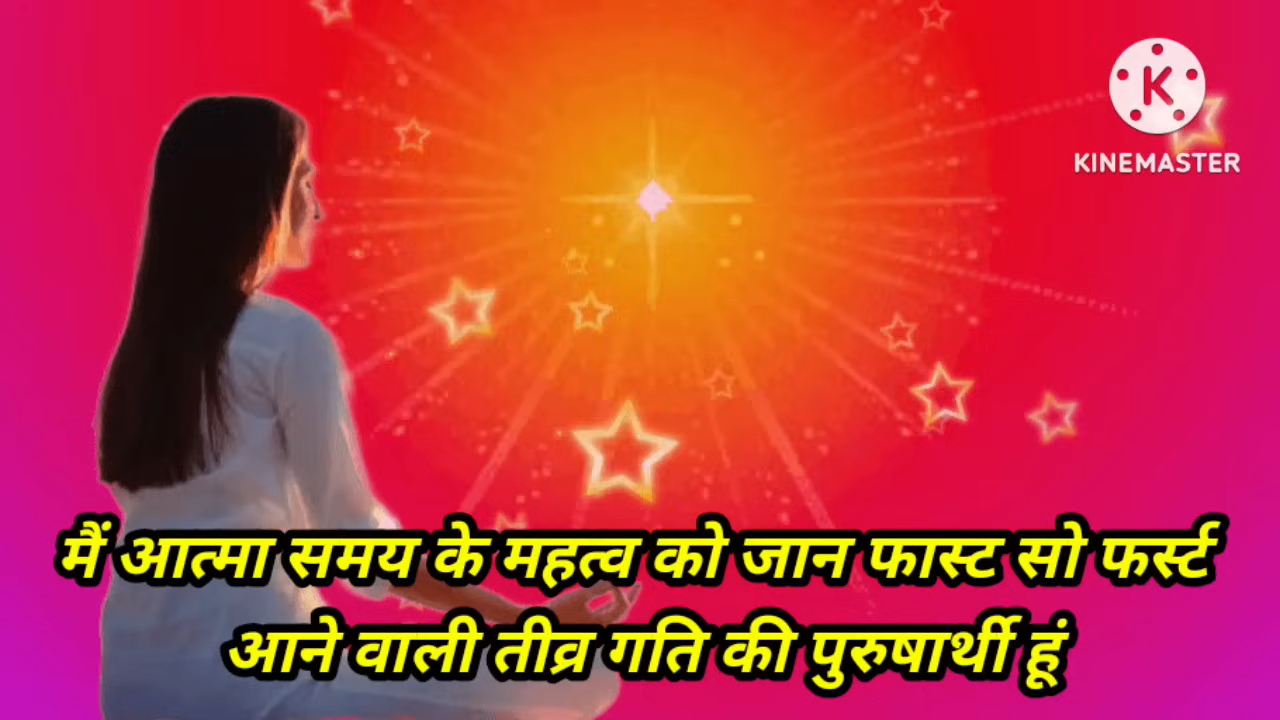 KINEMASTER
मैं आत्मा समय के महत्व को जान फास्ट सो फर्स्ट
आने वाली तीव्र गति की पुरुषार्थी हूं